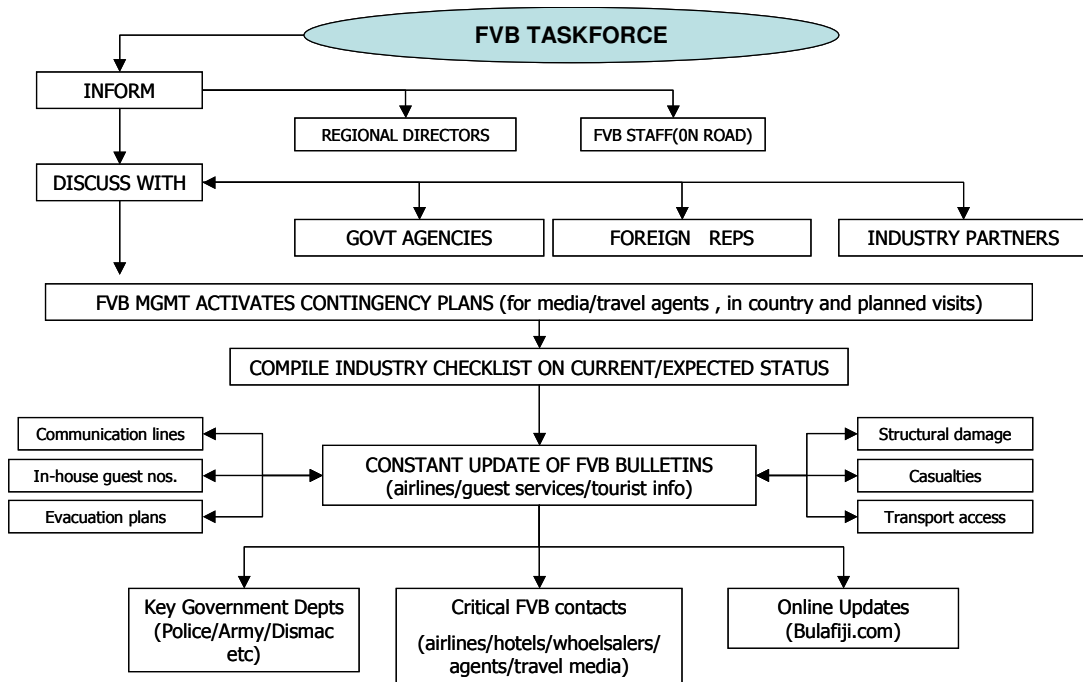 FVB TASKFORCE
INFORM
REGIONAL DIRECTORS
FVB STAFF(0N ROAD)
DISCUSS WITH
GOVT AGENCIES
FOREIGN REPS
INDUSTRY PARTNERS
FVB MGMT ACTIVATES CONTINGENCY PLANS (for media/travel agents , in country and planned visits)
COMPILE INDUSTRY CHECKLIST ON CURRENT/EXPECTED STATUS
Communication lines
In-house guest nos.
Evacuation plans
CONSTANT UPDATE OF FVB BULLETINS
(airlines/guest services/tourist info)
Structural damage
Casualties
Transport access
Key Government Depts
(Police/Army/Dismac
etc)
Critical FVB contacts
(airlines/hotels/whoelsalers/
agents/travel media)
Online Updates
(Bulafiji.com)